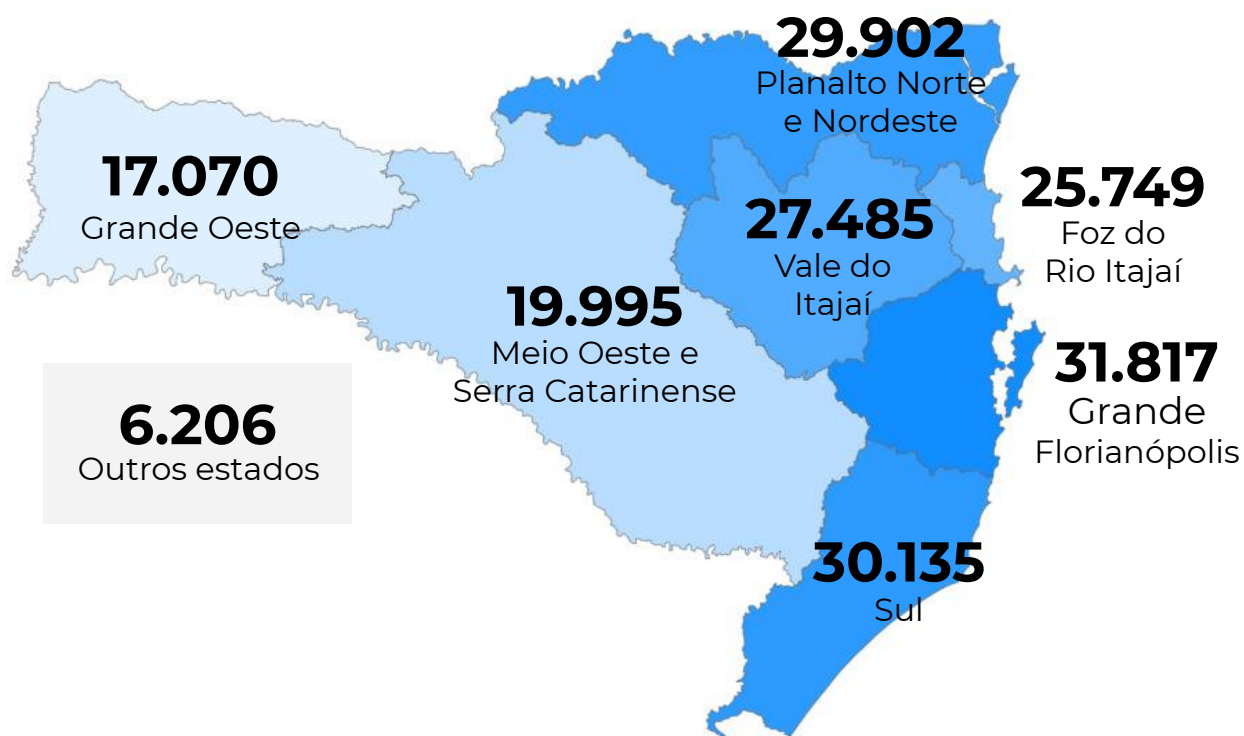 29.902
Planalto Norte
e Nordeste
17.070
Grande Oeste
25.749
Foz do
Rio Itajaí
27.485
Vale do
Itajaí
19.995
Meio Oeste e
Serra Catarinense
31.817
Grande
Florianópolis
6.206
Outros estados
30.135
Sul